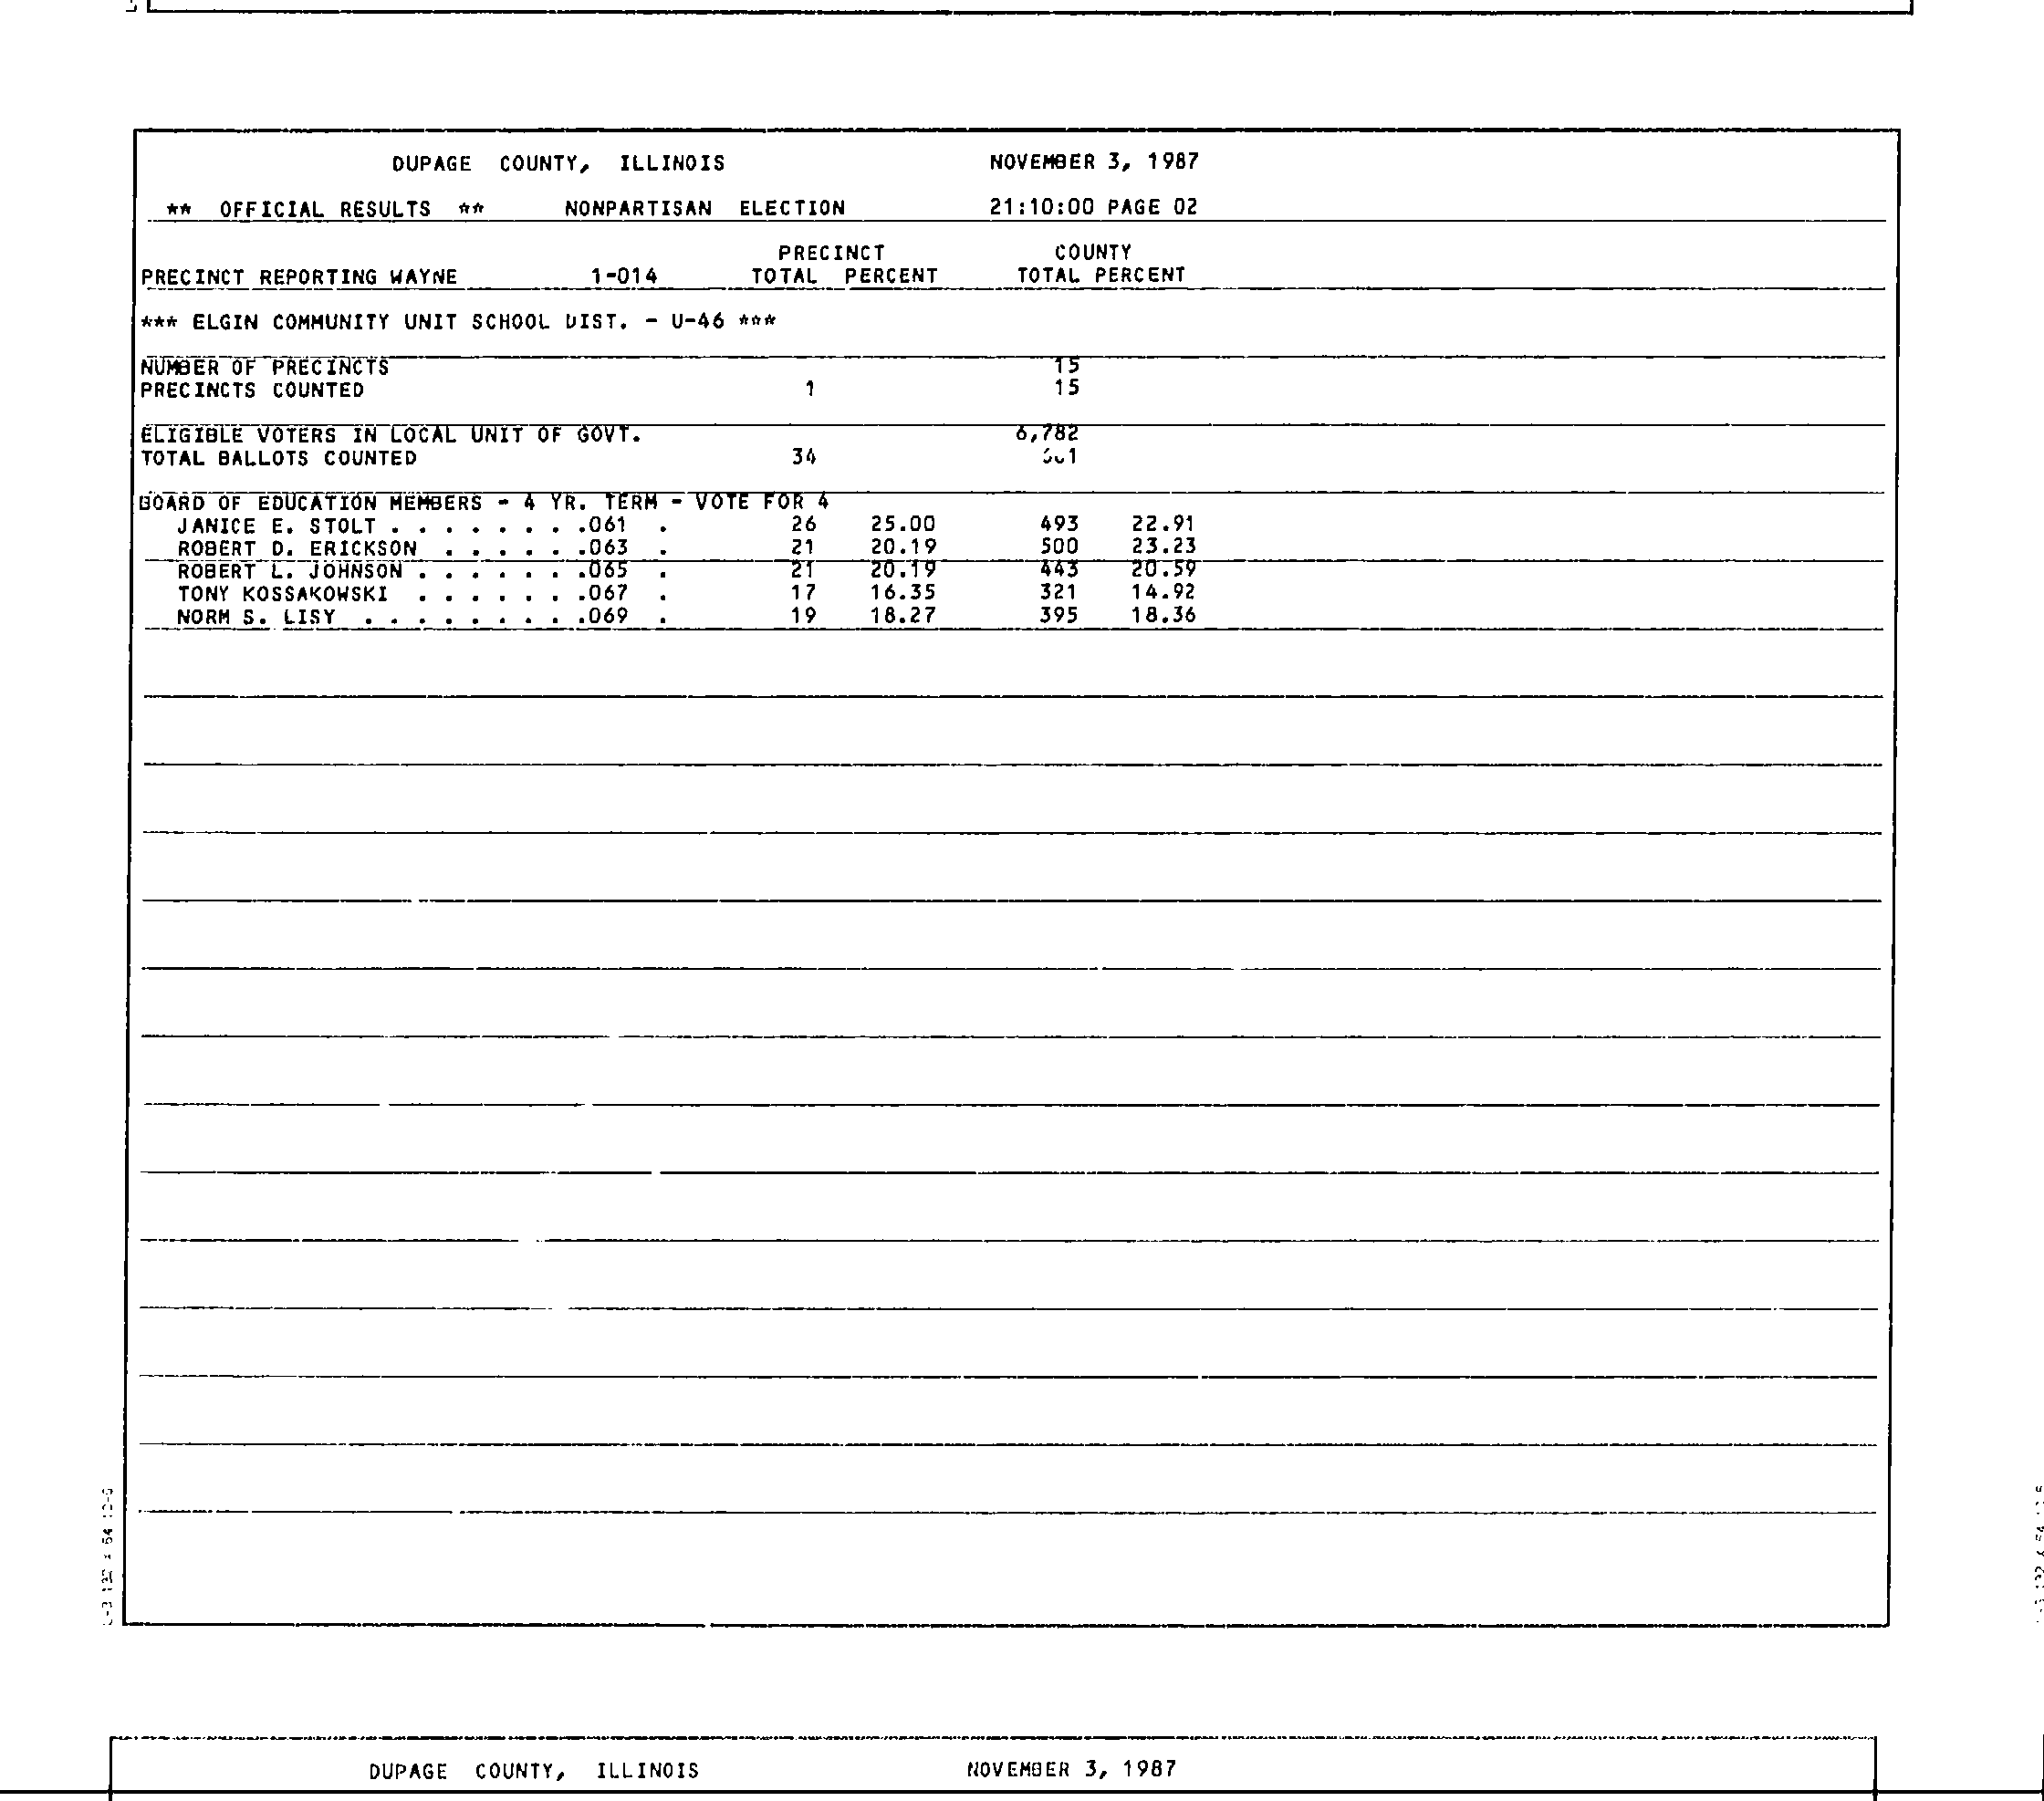 DUPAGE COUNTY, ILLINOIS NOVEMBER 3, 1987
** OFFICIAL RESULTS ** NONPARTISAN ELECTION 21:10:00 PAGE 02
PRECINCT COUNTY
PRECINCT REPORTING WAYNE 1-014 TOTAL PERCENT TOTAL PERCENT
*** ELGIN COMMUNITY UNIT SCHOOL DIST. - U-46 ***
NUMBER OF PRECINCTS 15
PRECINCTS COUNTED 1 15
ELIGIBLE VOTERS IN LOCAL UNIT OF GOVT. 6,782
TOTAL BALLOTS COUNTED 34
BOARD OF EDUCATION MEMBERS - 4 YR. TERM - VOTE FOR 4
JANICE E. STOLT . . . . . . . .061 . 26 25.00 493 22.91
ROBERT D. ERICKSON . . . . . .063 . 21 20.19 500 23.23
ROBERT L. JOHNSON . . . . . . .065 . 21 20.19 443 20.59
TONY KOSSAKOWSKI . . . . . . .067 . 17 16.35 321 14.92
NORM S. LISY . . . . . . . . .069 . 19 18.27 395 18.36
DUPAGE COUNTY, ILLINOIS NOVEMBER 3, 1987